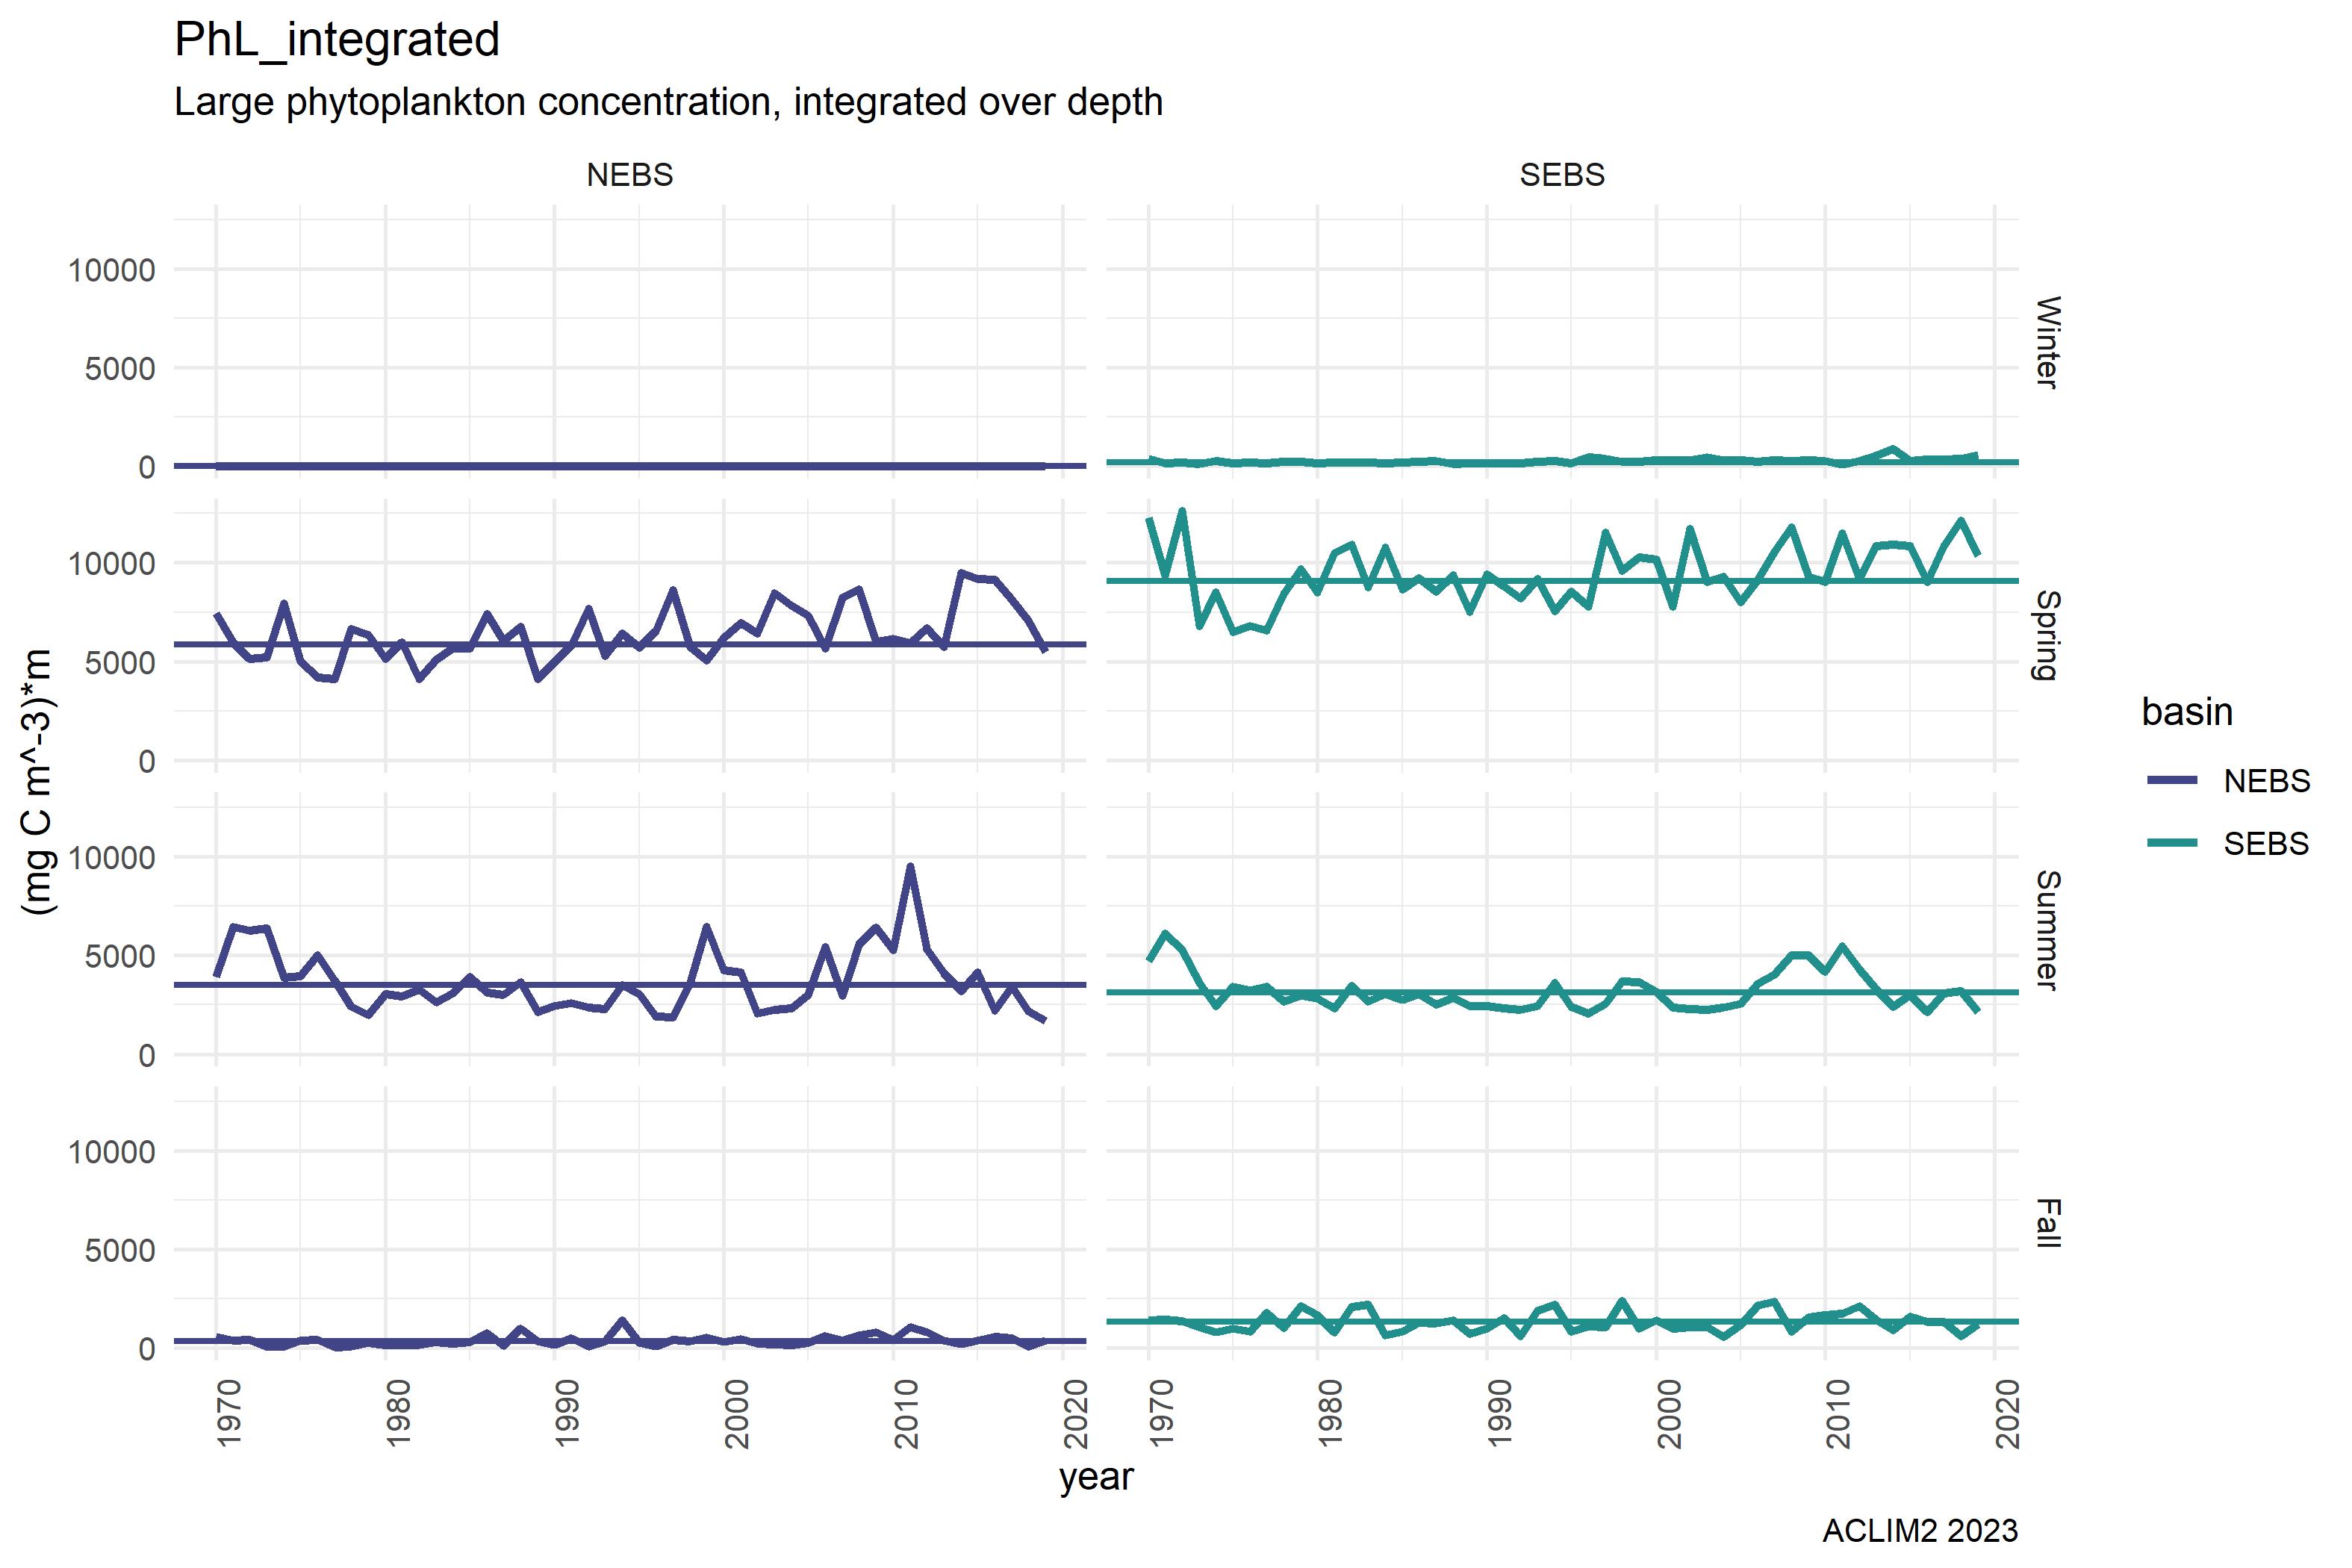 PhL_integrated
Large phytoplankton concentration, integrated over depth
NEBS
SEBS
10000
5000
0
Winter
10000
5000
0
Spring
10000
5000
0
Summer
10000
5000
0
Fall
(mg C m^-3)*m
1970
1980
1990
2000
2010
2020
1970
1980
1990
2000
2010
2020
year
basin
NEBS
SEBS
ACLIM2 2023